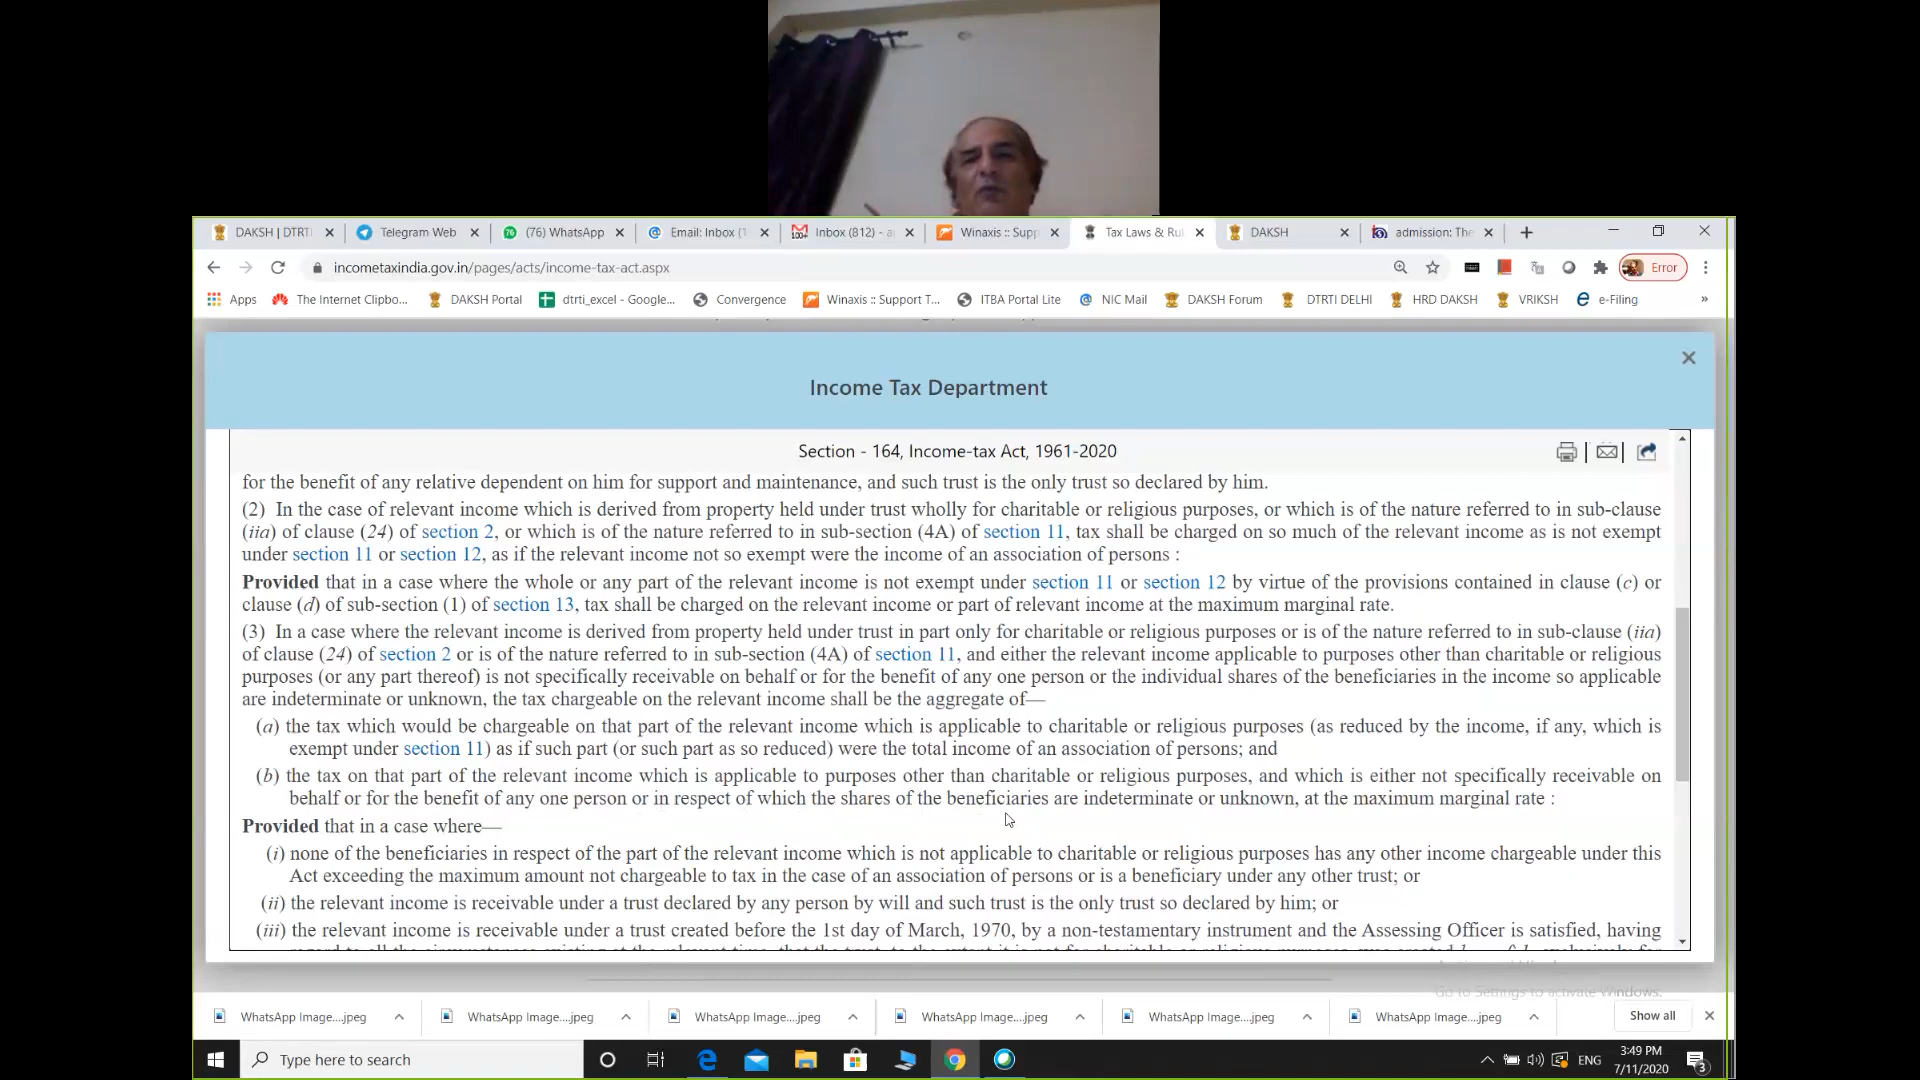 DAKSH | DTRTI
Telegram Web
(76) WhatsApp
Email: Inbox (1
Inbox (812) - a
Winaxis :: Supp
Tax Laws & Rul
DAKSH
admission: The
incometaxindia.gov.in/pages/acts/income-tax-act.aspx
Error
Apps
The Internet Clipbo...
DAKSH Portal
dtrti_excel - Google...
Convergence
Winaxis :: Support T...
ITBA Portal Lite
NIC Mail
DAKSH Forum
DTRTI DELHI
HRD DAKSH
VRIKSH
e-Filing
»
Income Tax Department
Section - 164, Income-tax Act, 1961-2020
for the benefit of any relative dependent on him for support and maintenance, and such trust is the only trust so declared by him.
(2) In the case of relevant income which is derived from property held under trust wholly for charitable or religious purposes, or which is of the nature referred to in sub-clause
(iia) of clause (24) of section 2, or which is of the nature referred to in sub-section (4A) of section 11, tax shall be charged on so much of the relevant income as is not exempt
under section 11 or section 12, as if the relevant income not so exempt were the income of an association of persons :
Provided that in a case where the whole or any part of the relevant income is not exempt under section 11 or section 12 by virtue of the provisions contained in clause (c) or
clause (d) of sub-section (1) of section 13, tax shall be charged on the relevant income or part of relevant income at the maximum marginal rate.
(3) In a case where the relevant income is derived from property held under trust in part only for charitable or religious purposes or is of the nature referred to in sub-clause (iia)
of clause (24) of section 2 or is of the nature referred to in sub-section (4A) of section 11, and either the relevant income applicable to purposes other than charitable or religious
purposes (or any part thereof) is not specifically receivable on behalf or for the benefit of any one person or the individual shares of the beneficiaries in the income so applicable
are indeterminate or unknown, the tax chargeable on the relevant income shall be the aggregate of—
(a) the tax which would be chargeable on that part of the relevant income which is applicable to charitable or religious purposes (as reduced by the income, if any, which is
exempt under section 11) as if such part (or such part as so reduced) were the total income of an association of persons; and
(b) the tax on that part of the relevant income which is applicable to purposes other than charitable or religious purposes, and which is either not specifically receivable on
behalf or for the benefit of any one person or in respect of which the shares of the beneficiaries are indeterminate or unknown, at the maximum marginal rate :
Provided that in a case where—
(i) none of the beneficiaries in respect of the part of the relevant income which is not applicable to charitable or religious purposes has any other income chargeable under this
Act exceeding the maximum amount not chargeable to tax in the case of an association of persons or is a beneficiary under any other trust; or
(ii) the relevant income is receivable under a trust declared by any person by will and such trust is the only trust so declared by him; or
(iii) the relevant income is receivable under a trust created before the 1st day of March, 1970, by a non-testamentary instrument and the Assessing Officer is satisfied, having
Go to Settings to activate Windows.
WhatsApp Image....jpeg
WhatsApp Image....jpeg
WhatsApp Image....jpeg
WhatsApp Image....jpeg
WhatsApp Image....jpeg
WhatsApp Image....jpeg
Show all
Type here to search
ENG
3:49 PM
7/11/2020
3